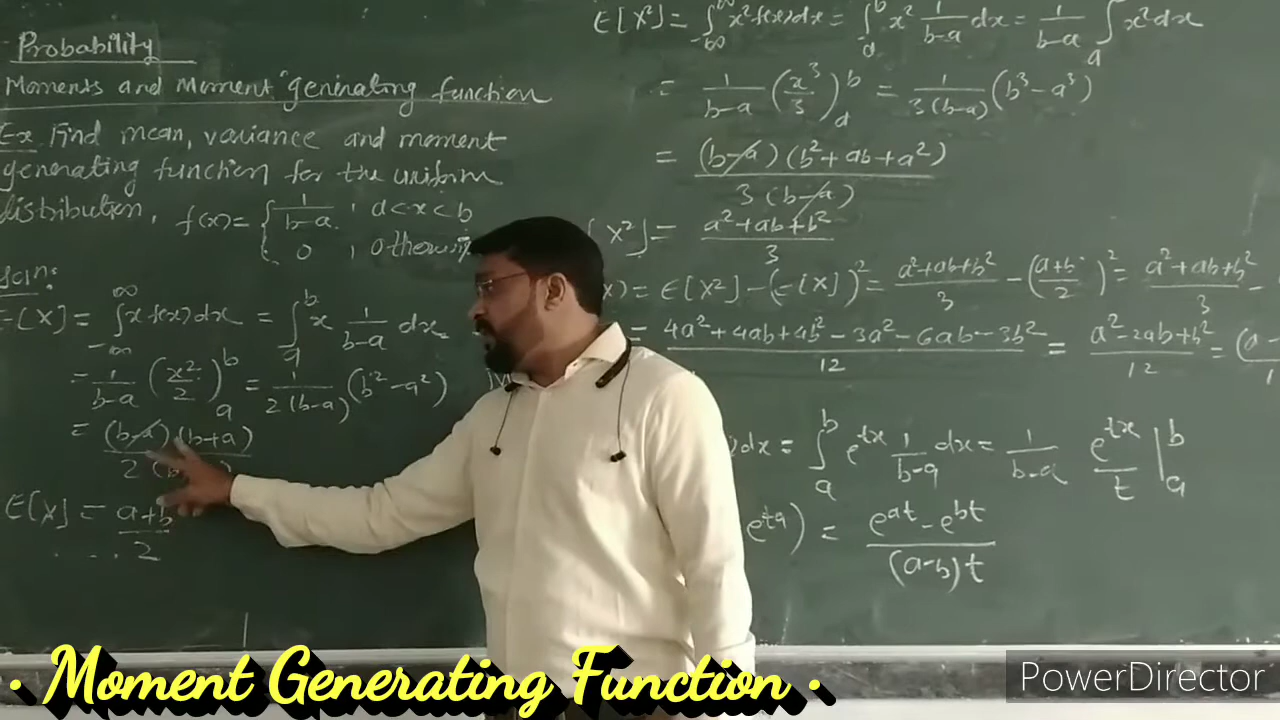 Probability
Moments and Moment generating function
Ex Find mean, variance and moment
generating function for the uniform
distribution, f(x) = { 1/(b-a) , a<x<b
0 , otherwise
Soln:
E[X] = ∫_{-∞}^{∞} x f(x) dx = ∫_a^b x 1/(b-a) dx
= 1/(b-a) (x²/2)_a^b = 1/(2(b-a)) (b²-a²)
= (b-a)(b+a) / 2(b
E[X] = (a+b)/2
E[X²] = ∫_{-∞}^{∞} x² f(x) dx = ∫_a^b x² 1/(b-a) dx = 1/(b-a) ∫_a x² dx
= 1/(b-a) (x³/3)_a^b = 1/(3(b-a)) (b³-a³)
= (b-a)(b²+ab+a²) / 3(b-a)
[X²] = (a²+ab+b²)/3
x) = E[X²] - (E[X])² = (a²+ab+b²)/3 - ((a+b)/2)² = (a²+ab+b²)/3 -
= (4a²+4ab+4b²-3a²-6ab-3b²)/12 = (a²-2ab+b²)/12 = (a-
dx = ∫_a^b e^{tx} 1/(b-a) dx = 1/(b-a) e^{tx}/t |_a^b
e^{ta}) = (e^{at} - e^{bt}) / (a-b)t
• Moment Generating Function •
PowerDirector